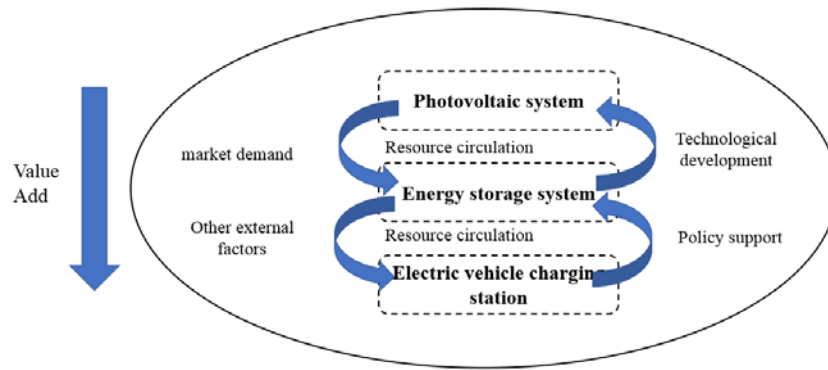 Value
Add
market demand
Other external
factors
Photovoltaic system
Resource circulation
Energy storage system
Resource circulation
Electric vehicle charging
station
Technological
development
Policy support